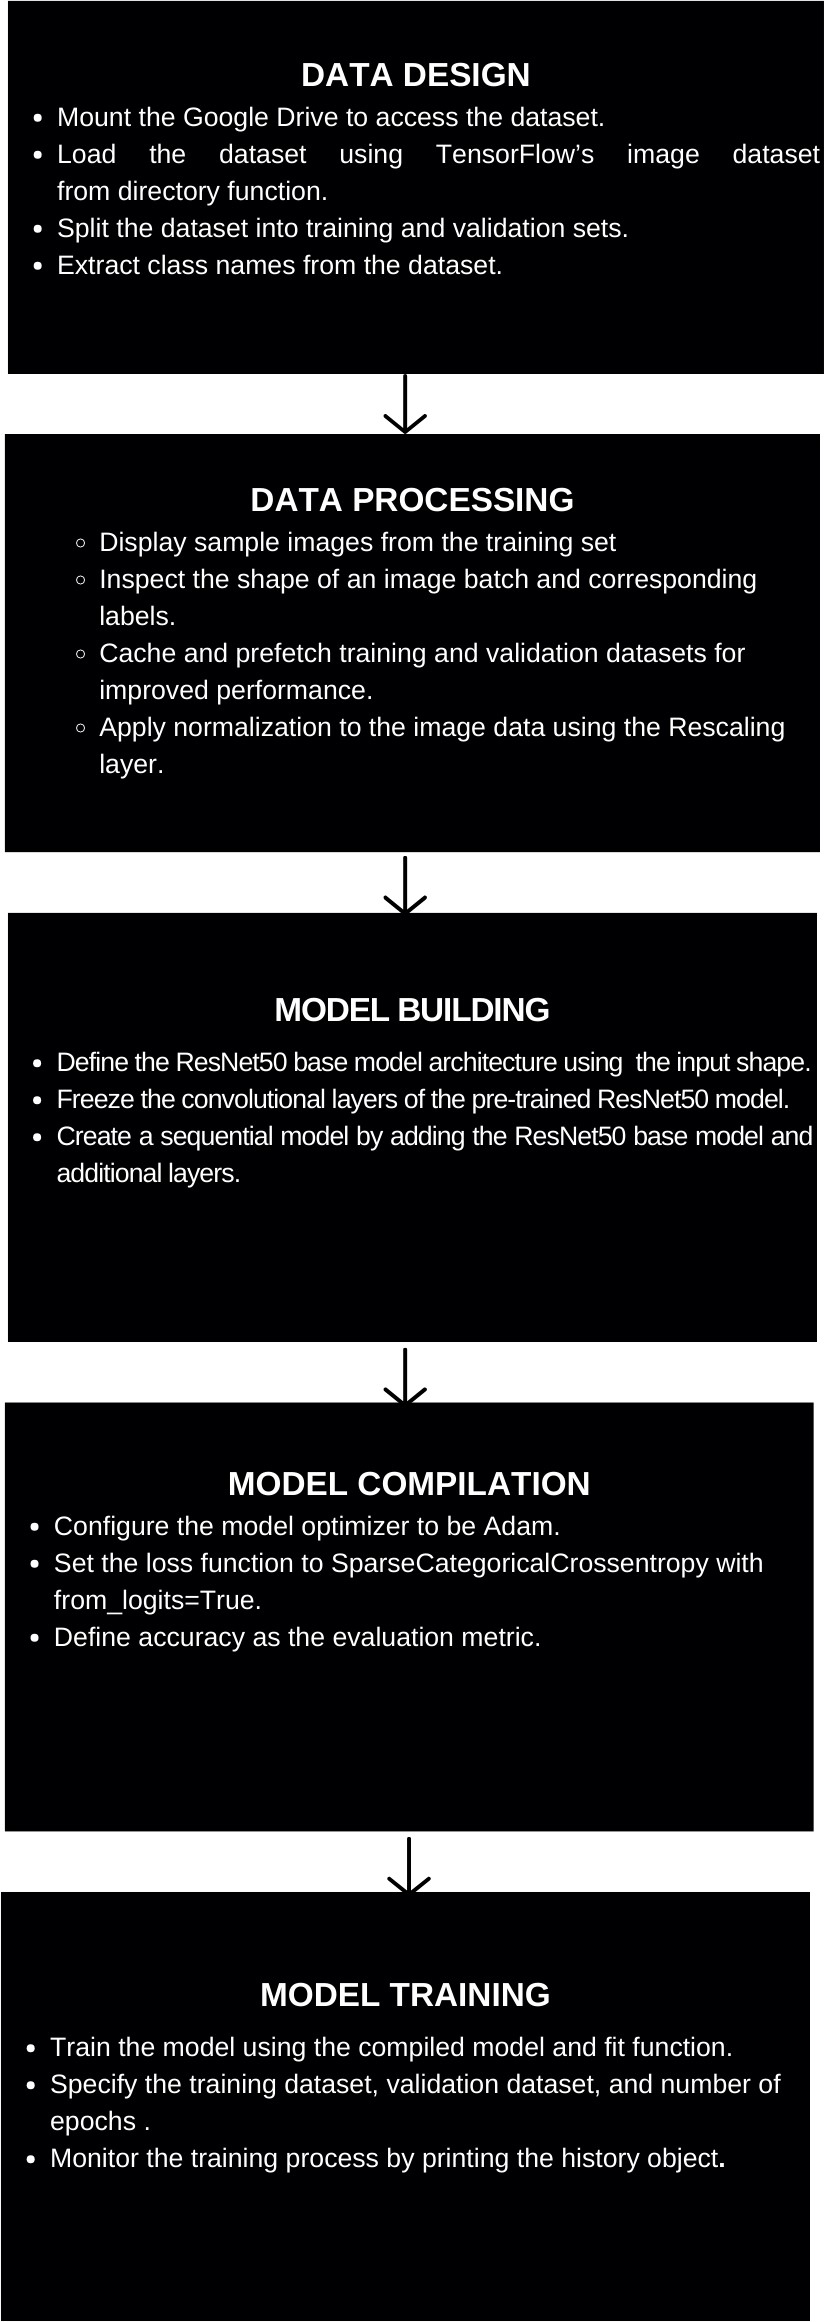 DATA DESIGN
• Mount the Google Drive to access the dataset.
• Load the dataset using TensorFlow’s image dataset
from directory function.
• Split the dataset into training and validation sets.
• Extract class names from the dataset.
DATA PROCESSING
◦ Display sample images from the training set
◦ Inspect the shape of an image batch and corresponding
labels.
◦ Cache and prefetch training and validation datasets for
improved performance.
◦ Apply normalization to the image data using the Rescaling
layer.
MODEL BUILDING
• Define the ResNet50 base model architecture using  the input shape.
• Freeze the convolutional layers of the pre-trained ResNet50 model.
• Create a sequential model by adding the ResNet50 base model and
additional layers.
MODEL COMPILATION
• Configure the model optimizer to be Adam.
• Set the loss function to SparseCategoricalCrossentropy with
from_logits=True.
• Define accuracy as the evaluation metric.
MODEL TRAINING
• Train the model using the compiled model and fit function.
• Specify the training dataset, validation dataset, and number of
epochs .
• Monitor the training process by printing the history object.